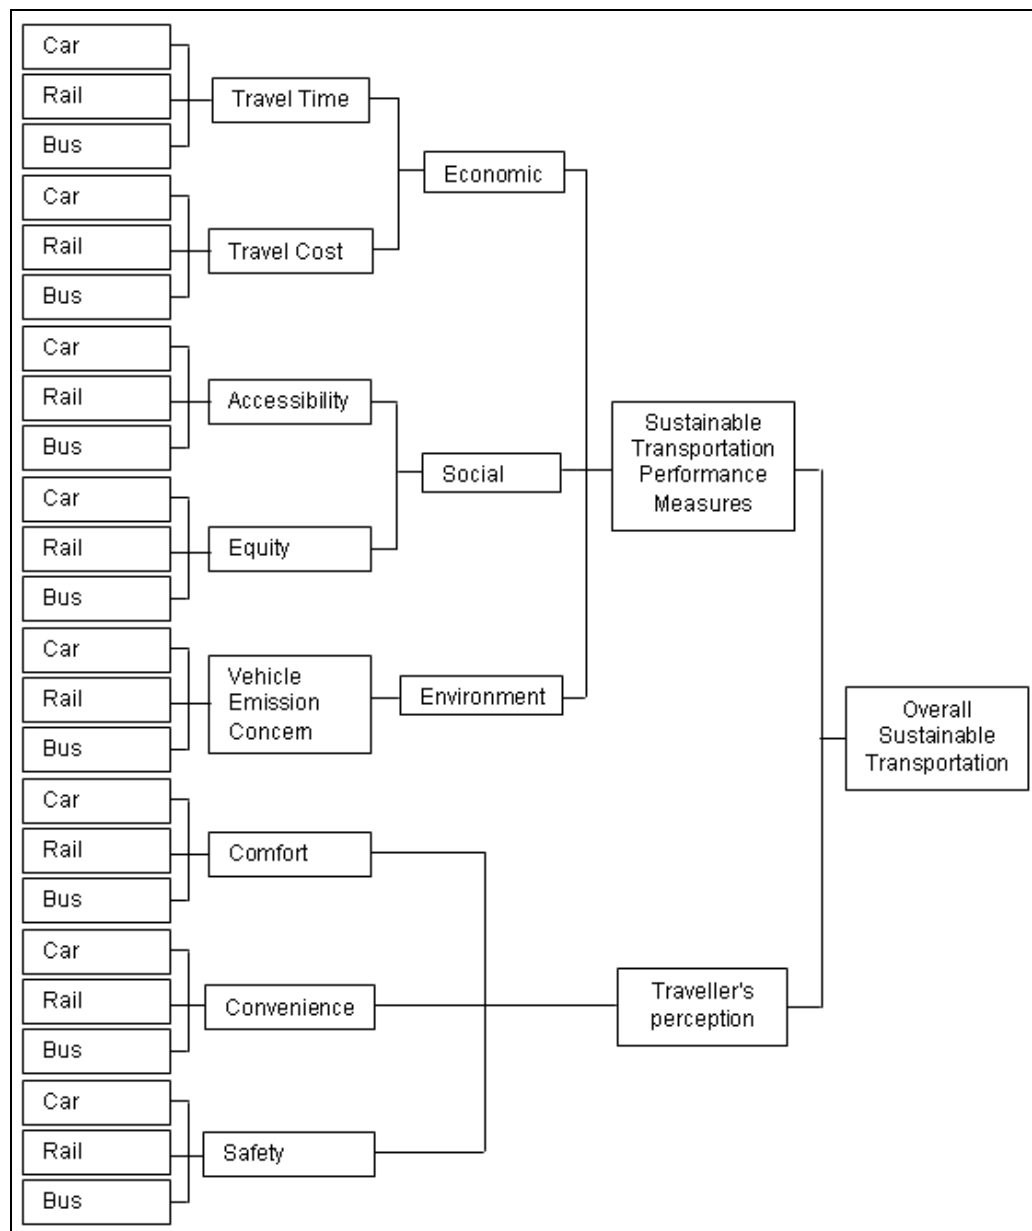 Car
Rail
Bus
Travel Time
Car
Rail
Bus
Travel Cost
Economic
Car
Rail
Bus
Accessibility
Car
Rail
Bus
Equity
Social
Car
Rail
Bus
Vehicle
Emission
Concern
Environment
Sustainable
Transportation
Performance
Measures
Car
Rail
Bus
Comfort
Car
Rail
Bus
Convenience
Car
Rail
Bus
Safety
Traveller's
perception
Overall
Sustainable
Transportation